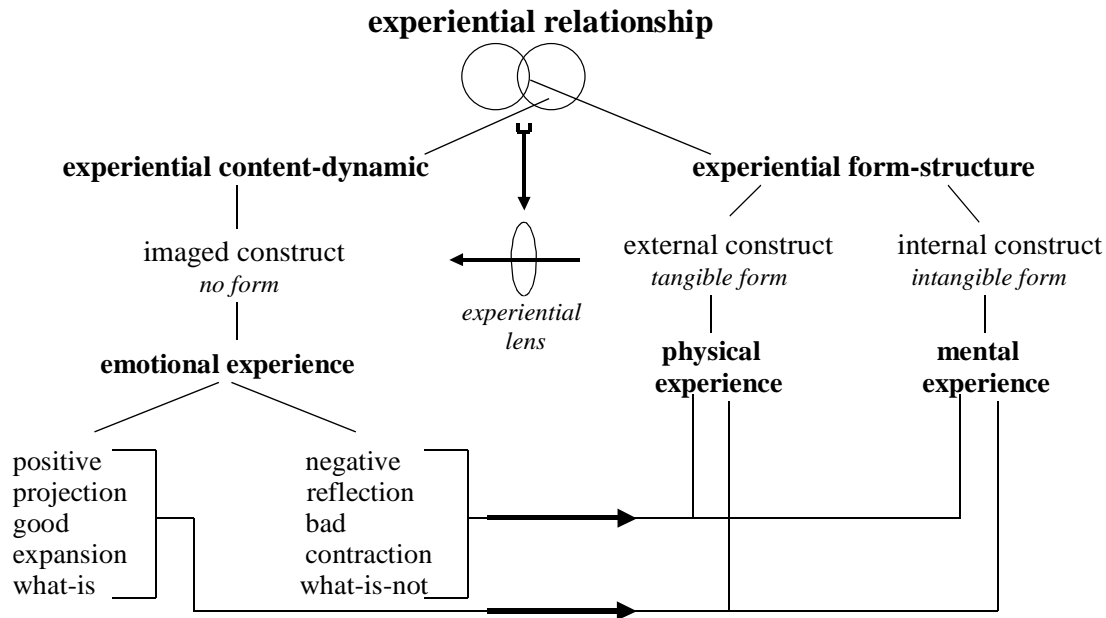 experiential relationship
experiential content-dynamic
experiential form-structure
imaged construct
no form
external construct
tangible form
internal construct
intangible form
experiential
lens
emotional experience
physical
experience
mental
experience
positive
projection
good
expansion
what-is
negative
reflection
bad
contraction
what-is-not